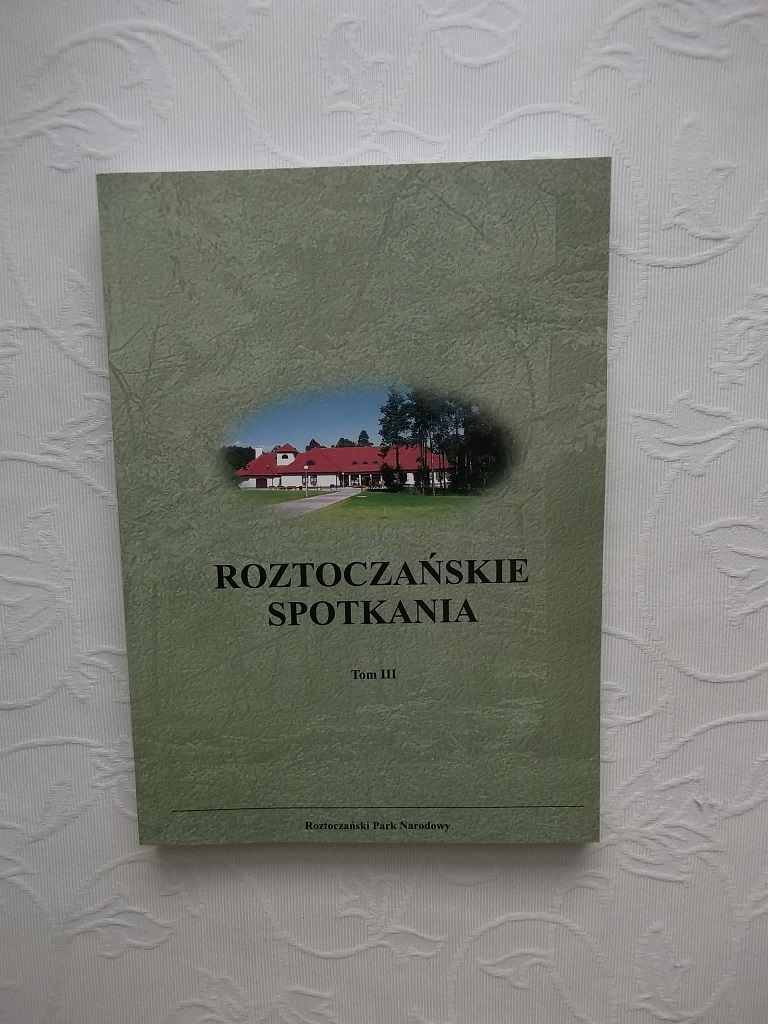 ROZTOCZAŃSKIE
SPOTKANIA
Tom III
Roztoczański Park Narodowy